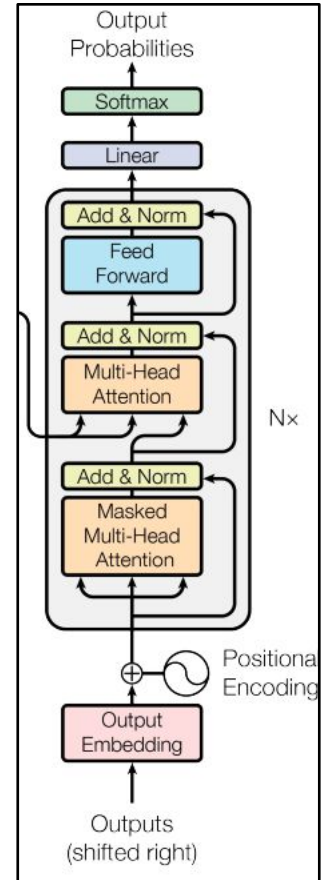 Output
Probabilities
Softmax
Linear
Add & Norm
Feed
Forward
Add & Norm
Multi-Head
Attention
N×
Add & Norm
Masked
Multi-Head
Attention
Positional
Encoding
Output
Embedding
Outputs
(shifted right)